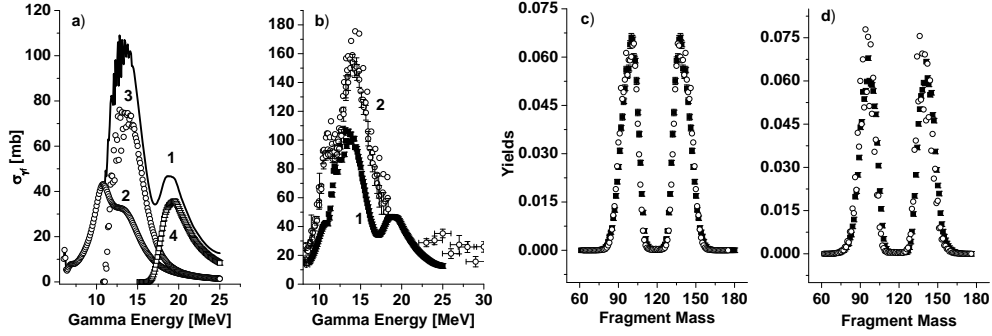 a)
120
100
80
60
40
20
0
σγf [mb]
3
1
2
4
10 15 20 25
Gamma Energy [MeV]
b)
180
160
140
120
100
80
60
40
20
0
2
1
10 15 20 25 30
Gamma Energy [MeV]
c)
0.060
0.045
0.030
0.015
0.000
Yields
60 90 120 150 180
Fragment Mass
d)
0.075
0.060
0.045
0.030
0.015
0.000
60 90 120 150 180
Fragment Mass